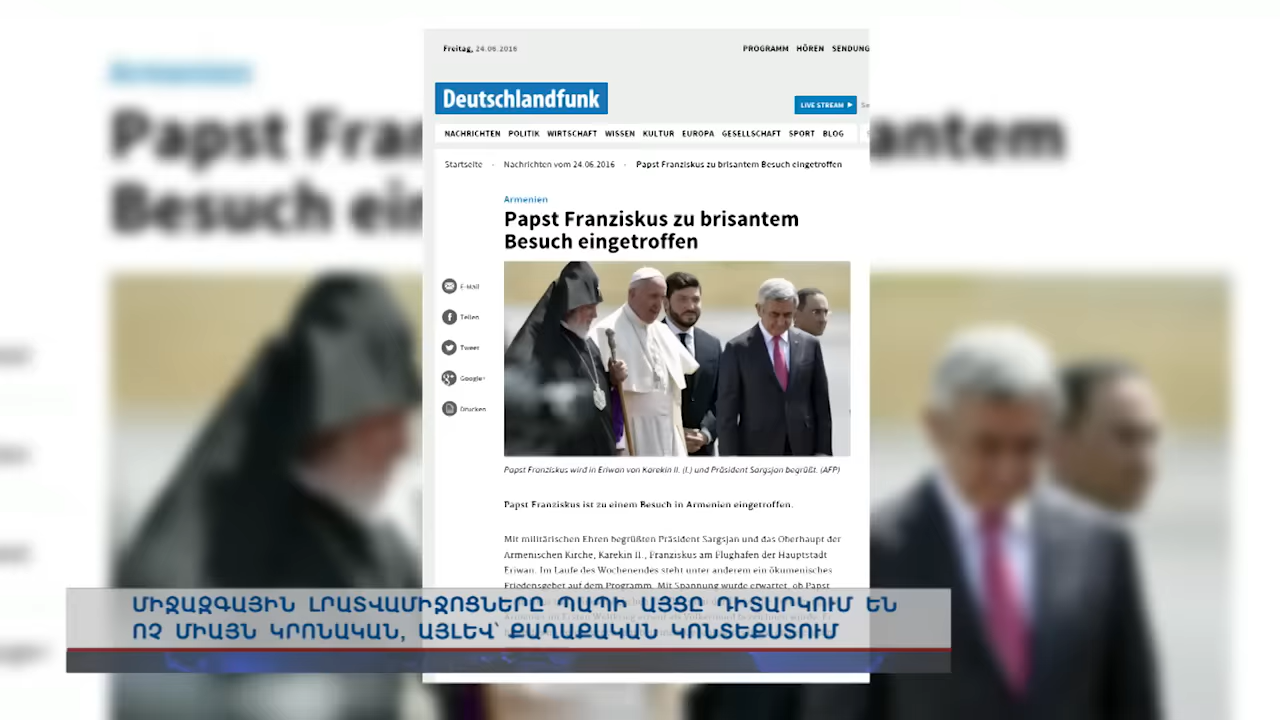 Armenien
Freitag, 24.06.2016
PROGRAMM HÖREN SENDUNG
Deutschlandfunk
LIVE STREAM
NACHRICHTEN POLITIK WIRTSCHAFT WISSEN KULTUR EUROPA GESELLSCHAFT SPORT BLOG
Startseite · Nachrichten vom 24.06.2016 · Papst Franziskus zu brisantem Besuch eingetroffen
Armenien
Papst Franziskus zu brisantem
Besuch eingetroffen
E-Mail
Teilen
Tweet
Google+
Drucken
Papst Franziskus wird in Eriwan von Karekin II. (l.) und Präsident Sargsjan begrüßt. (AFP)
Papst Franziskus ist zu einem Besuch in Armenien eingetroffen.
Mit militärischen Ehren begrüßten Präsident Sargsjan und das Oberhaupt der
Armenischen Kirche, Karekin II., Franziskus am Flughafen der Hauptstadt
Eriwan. Im Laufe des Wochenendes steht unter anderem ein ökumenisches
Friedensgebet auf dem Programm. Mit Spannung wurde erwartet, ob Papst
ՄԻՋԱԶԳԱՅԻՆ ԼՐԱՏՎԱՄԻՋՈՑՆԵՐԸ ՊԱՊԻ ԱՅՑԸ ԴԻՏԱՐԿՈՒՄ ԵՆ
ՈՉ ՄԻԱՅՆ ԿՐՈՆԱԿԱՆ, ԱՅԼԵՎ՝ ՔԱՂԱՔԱԿԱՆ ԿՈՆՏԵՔՍՏՈՒՄ